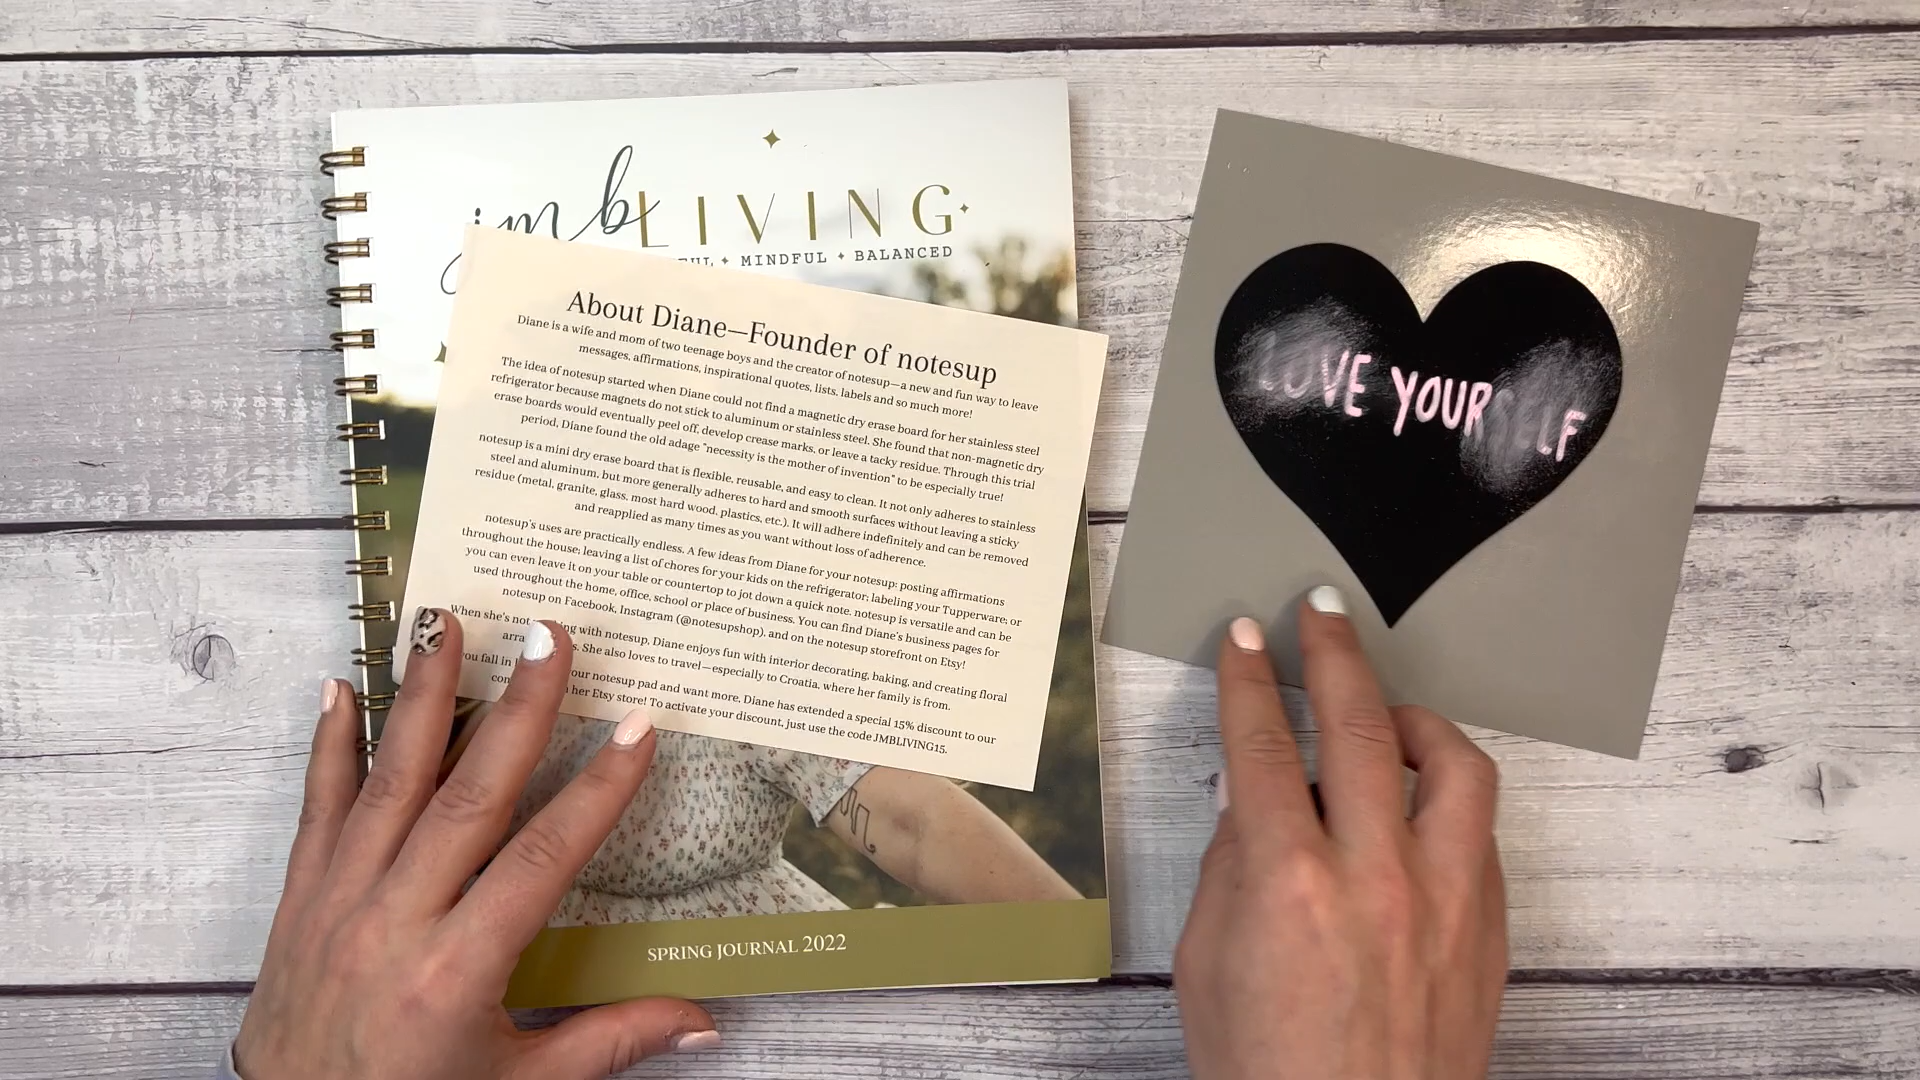 jmb LIVING
MINDFUL ✦ BALANCED
About Diane—Founder of notesup
Diane is a wife and mom of two teenage boys and the creator of notesup—a new and fun way to leave
messages, affirmations, inspirational quotes, lists, labels and so much more!
The idea of notesup started when Diane could not find a magnetic dry erase board for her stainless steel
refrigerator because magnets do not stick to aluminum or stainless steel. She found that non-magnetic dry
erase boards would eventually peel off, develop crease marks, or leave a tacky residue. Through this trial
period, Diane found the old adage "necessity is the mother of invention" to be especially true!
notesup is a mini dry erase board that is flexible, reusable, and easy to clean. It not only adheres to stainless
steel and aluminum, but more generally adheres to hard and smooth surfaces without leaving a sticky
residue (metal, granite, glass, most hard wood, plastics, etc.). It will adhere indefinitely and can be removed
and reapplied as many times as you want without loss of adherence.
notesup's uses are practically endless. A few ideas from Diane for your notesup: posting affirmations
throughout the house; leaving a list of chores for your kids on the refrigerator; labeling your Tupperware; or
you can even leave it on your table or countertop to jot down a quick note. notesup is versatile and can be
used throughout the home, office, school or place of business. You can find Diane's business pages for
notesup on Facebook, Instagram (@notesupshop), and on the notesup storefront on Etsy!
When she's not with notesup, Diane enjoys fun with interior decorating, baking, and creating floral
She also loves to travel—especially to Croatia, where her family is from.
you fall in your notesup pad and want more, Diane has extended a special 15% discount to our
her Etsy store! To activate your discount, just use the code JMBLIVING15.
SPRING JOURNAL 2022
LOVE YOURSELF